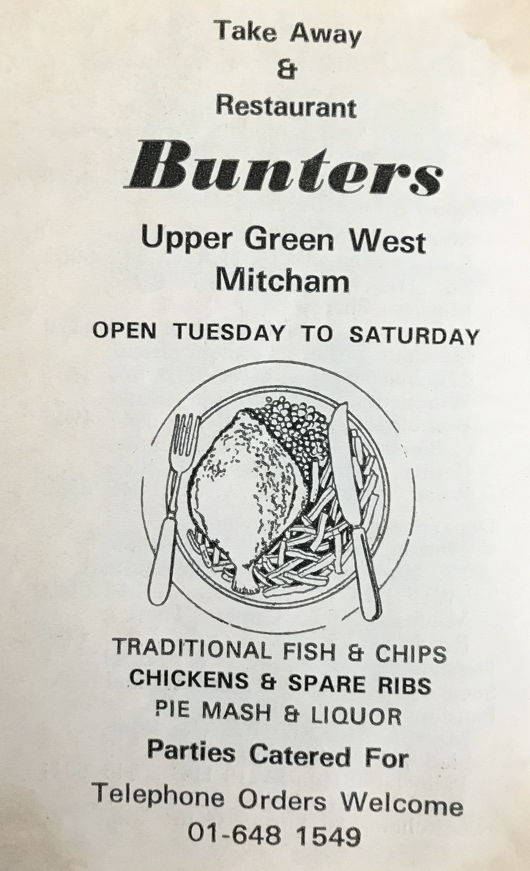 Take Away
&
Restaurant
Bunters
Upper Green West
Mitcham
OPEN TUESDAY TO SATURDAY
TRADITIONAL FISH & CHIPS
CHICKENS & SPARE RIBS
PIE MASH & LIQUOR
Parties Catered For
Telephone Orders Welcome
01-648 1549